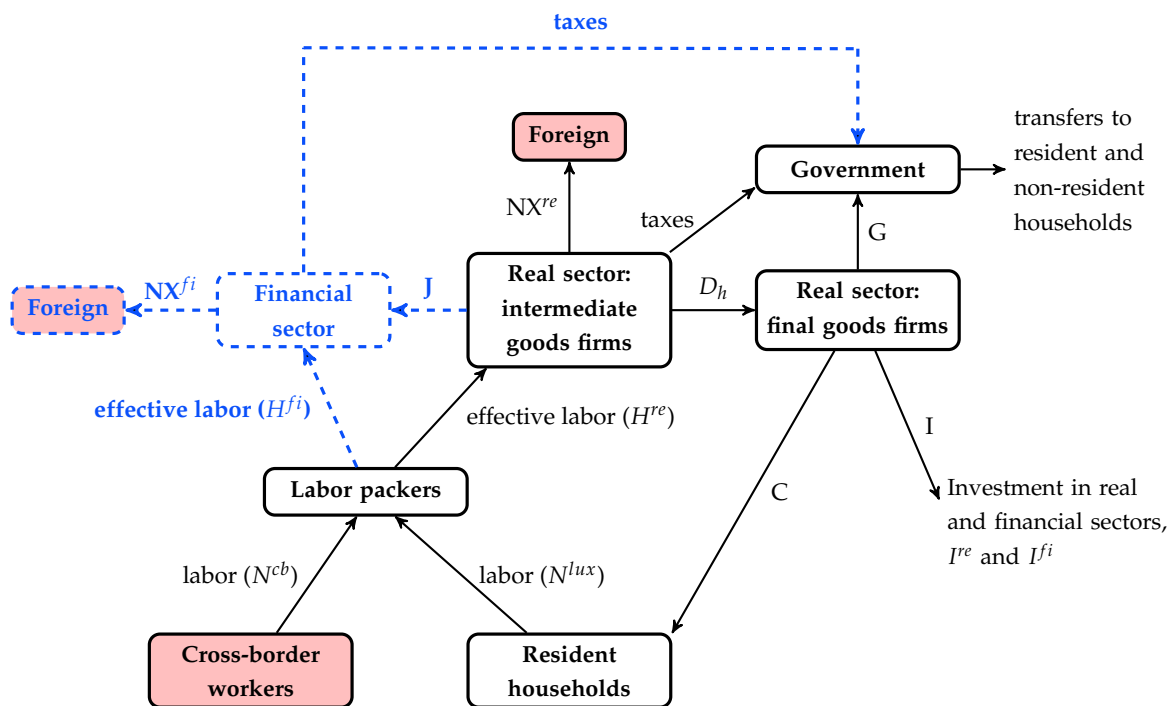 taxes
Foreign
Government
transfers to
resident and
non-resident
households
NX^{re}
taxes
G
Foreign
NX^{fi}
Financial
sector
J
Real sector:
intermediate
goods firms
D_h
Real sector:
final goods firms
effective labor (H^{fi})
effective labor (H^{re})
I
Labor packers
C
Investment in real
and financial sectors,
I^{re} and I^{fi}
labor (N^{cb})
labor (N^{lux})
Cross-border
workers
Resident
households